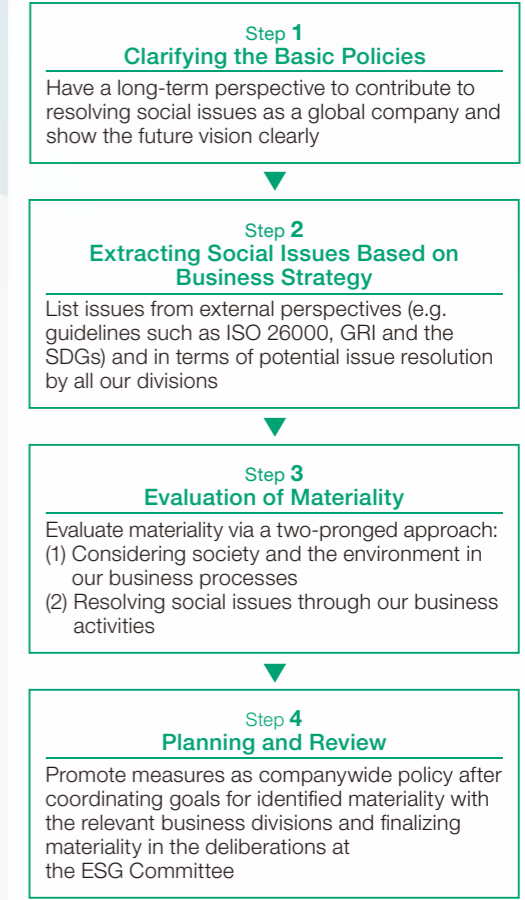 Step 1
Clarifying the Basic Policies
Have a long-term perspective to contribute to
resolving social issues as a global company and
show the future vision clearly
Step 2
Extracting Social Issues Based on
Business Strategy
List issues from external perspectives (e.g.
guidelines such as ISO 26000, GRI and the
SDGs) and in terms of potential issue resolution
by all our divisions
Step 3
Evaluation of Materiality
Evaluate materiality via a two-pronged approach:
(1) Considering society and the environment in
our business processes
(2) Resolving social issues through our business
activities
Step 4
Planning and Review
Promote measures as companywide policy after
coordinating goals for identified materiality with
the relevant business divisions and finalizing
materiality in the deliberations at
the ESG Committee